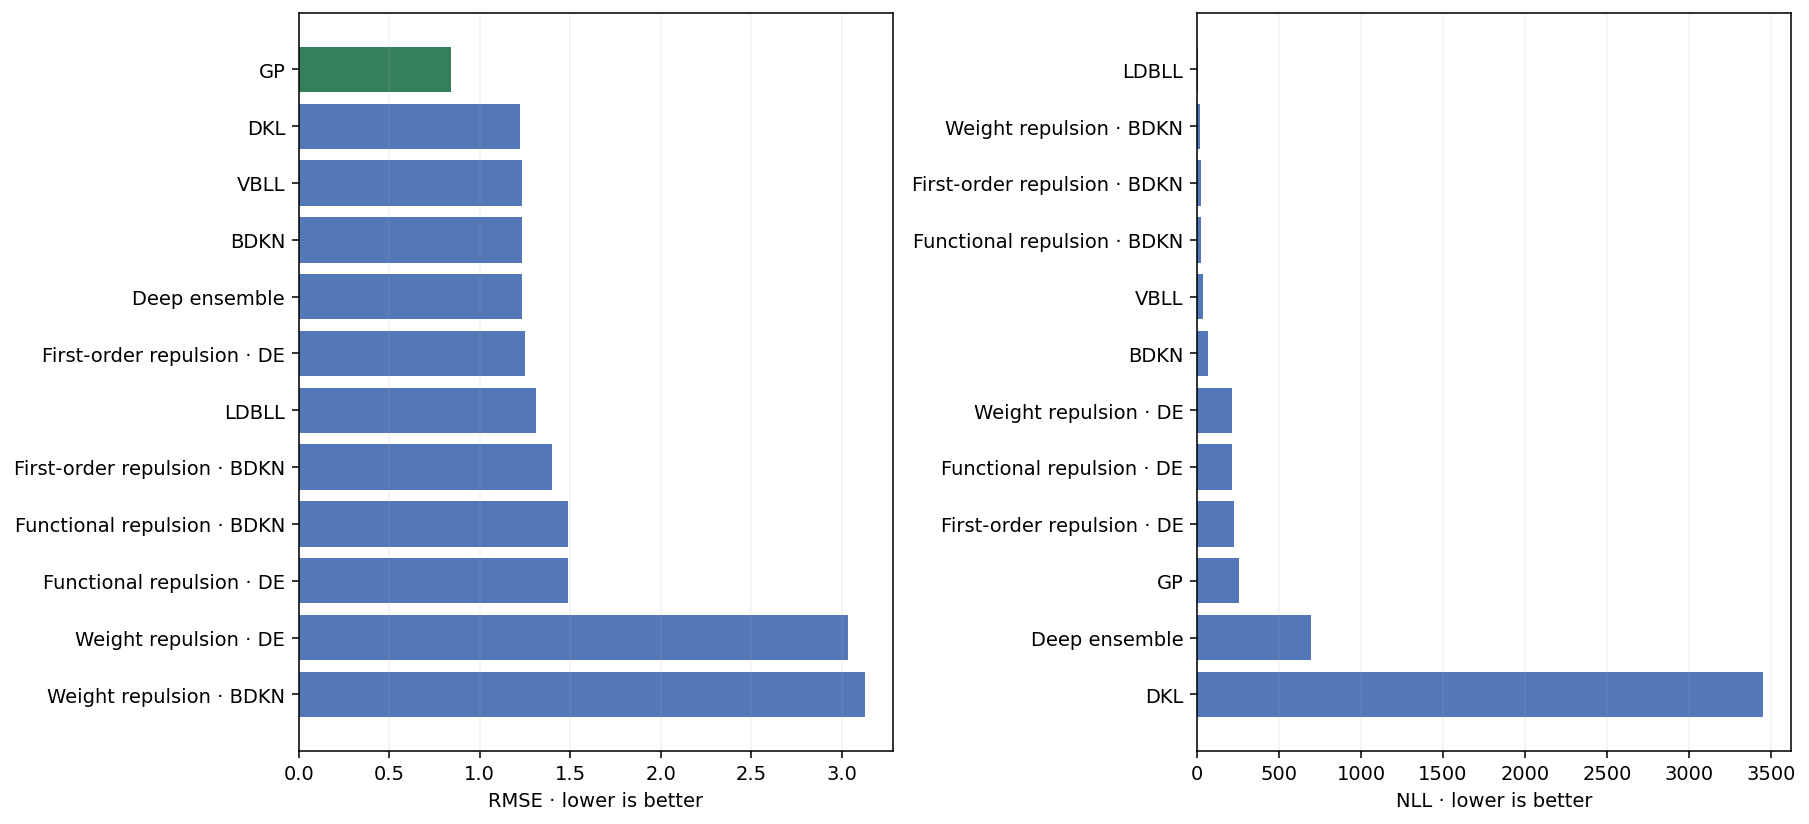 GP
DKL
VBLL
BDKN
Deep ensemble
First-order repulsion · DE
LDBLL
First-order repulsion · BDKN
Functional repulsion · BDKN
Functional repulsion · DE
Weight repulsion · DE
Weight repulsion · BDKN
0.0 0.5 1.0 1.5 2.0 2.5 3.0
RMSE · lower is better
LDBLL
Weight repulsion · BDKN
First-order repulsion · BDKN
Functional repulsion · BDKN
VBLL
BDKN
Weight repulsion · DE
Functional repulsion · DE
First-order repulsion · DE
GP
Deep ensemble
DKL
0 500 1000 1500 2000 2500 3000 3500
NLL · lower is better